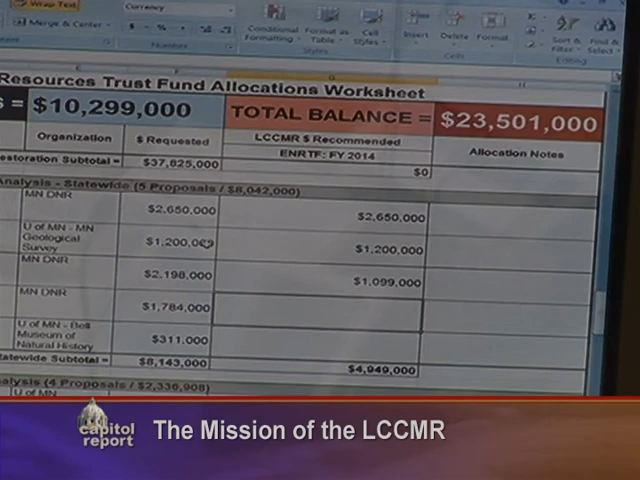 Wrap Text
Currency
Merge & Center
$ %
Number
Conditional Formatting
Format as Table
Cell Styles
Styles
Insert
Delete
Format
Cells
Sort & Filter
Find & Select
Editing
Resources Trust Fund Allocations Worksheet
= $10,299,000 TOTAL BALANCE = $23,501,000
Organization $ Requested LCCMR $ Recommended
ENRTF: FY 2014 Allocation Notes
estoration Subtotal = $37,825,000 $0
Analysis - Statewide (5 Proposals / $8,042,000)
MN DNR $2,650,000 $2,650,000
U of MN - MN Geological Survey $1,200,000 $1,200,000
MN DNR $2,198,000 $1,099,000
MN DNR $1,784,000
U of MN - Bell Museum of Natural History $311,000
tatewide Subtotal = $8,143,000 $4,949,000
alysis (4 Proposals / $2,336,908)
U of MN
capitol report
The Mission of the LCCMR